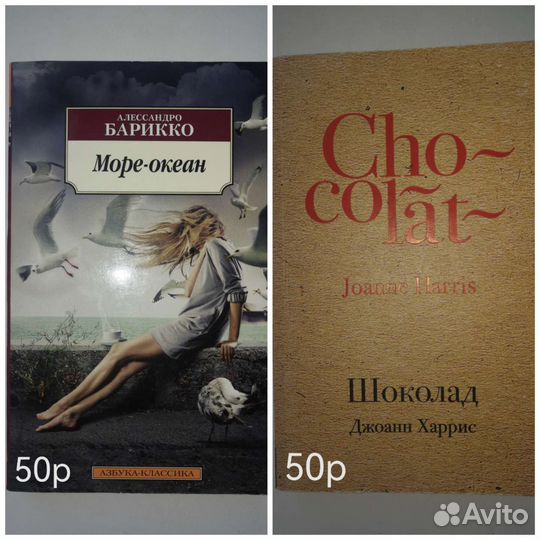 АЛЕССАНДРО
БАРИККО
Море-океан
50р
АЗБУКА-КЛАССИКА
Cho~
colat~
Joanne Harris
Шоколад
Джоанн Харрис
50р
Avito